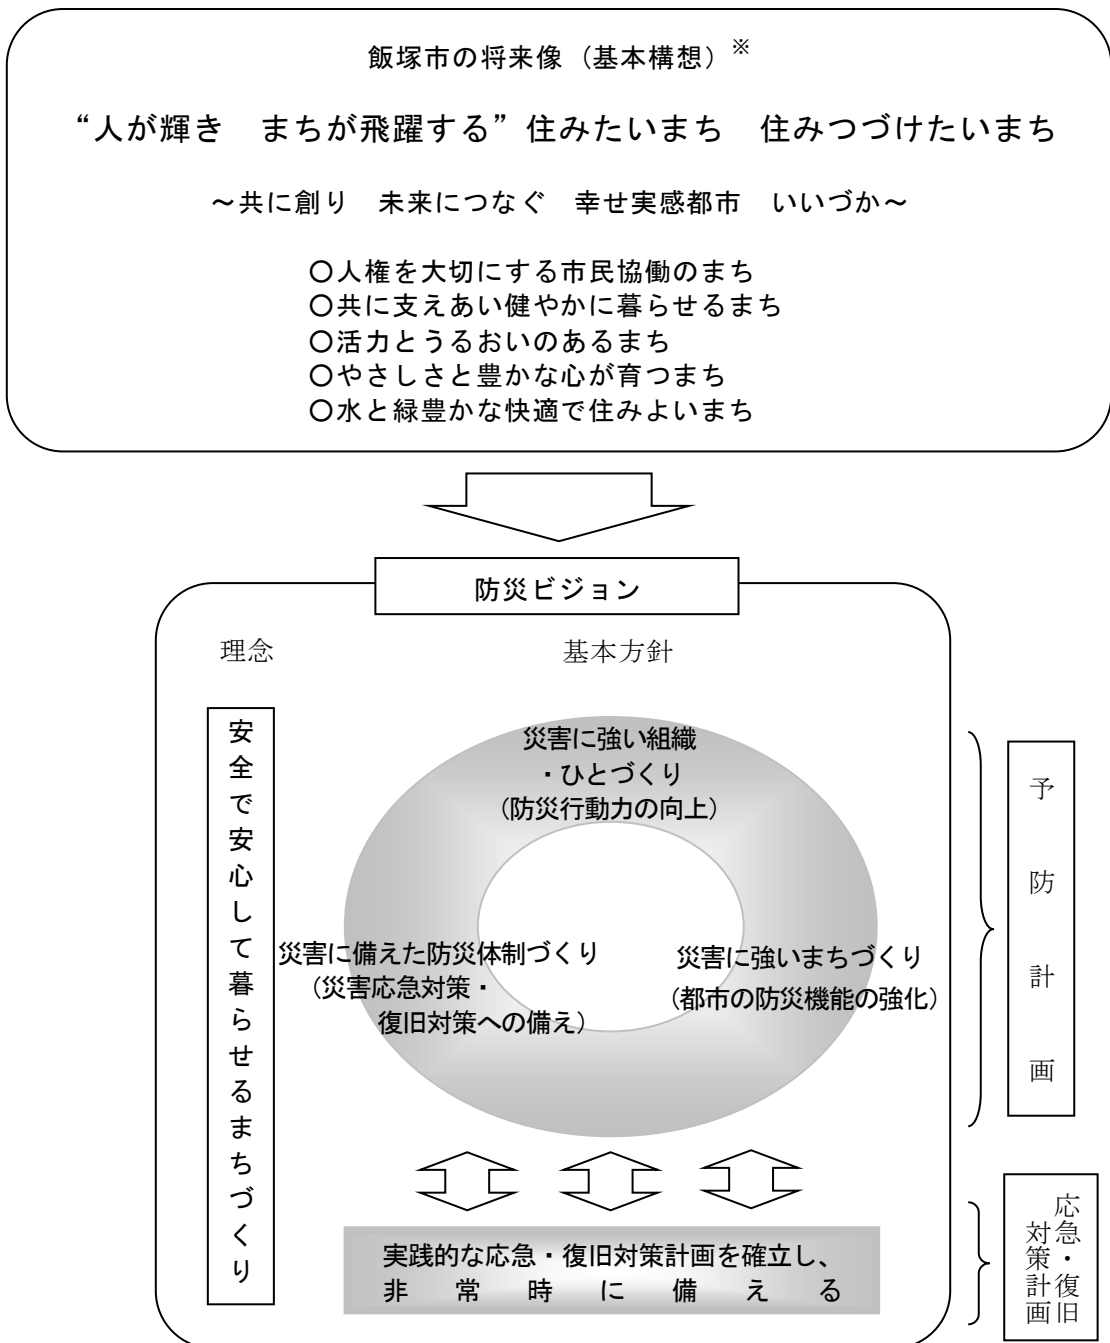 飯塚市の将来像（基本構想）※
“人が輝き　まちが飛躍する”住みたいまち　住みつづけたいまち
～共に創り　未来につなぐ　幸せ実感都市　いいづか～
〇人権を大切にする市民協働のまち
〇共に支えあい健やかに暮らせるまち
〇活力とうるおいのあるまち
〇やさしさと豊かな心が育つまち
〇水と緑豊かな快適で住みよいまち
防災ビジョン
理念
基本方針
安全で安心して暮らせるまちづくり
災害に強い組織
・ひとづくり
（防災行動力の向上）
災害に備えた防災体制づくり
（災害応急対策・
復旧対策への備え）
災害に強いまちづくり
（都市の防災機能の強化）
予防計画
実践的な応急・復旧対策計画を確立し、
非常時に備える
応急・復旧
対策計画